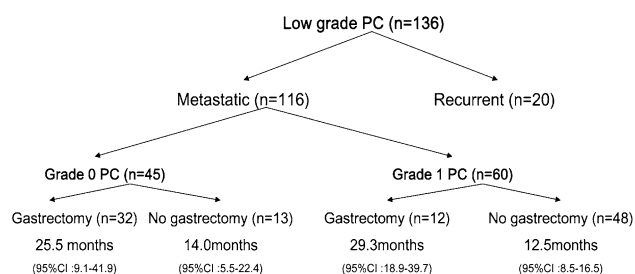 Low grade PC (n=136)
Metastatic (n=116) Recurrent (n=20)
Grade 0 PC (n=45) Grade 1 PC (n=60)
Gastrectomy (n=32) No gastrectomy (n=13) Gastrectomy (n=12) No gastrectomy (n=48)
25.5 months 14.0months 29.3months 12.5 months
(95%CI :9.1-41.9) (95%CI :5.5-22.4) (95%CI :18.9-39.7) (95%CI :8.5-16.5)